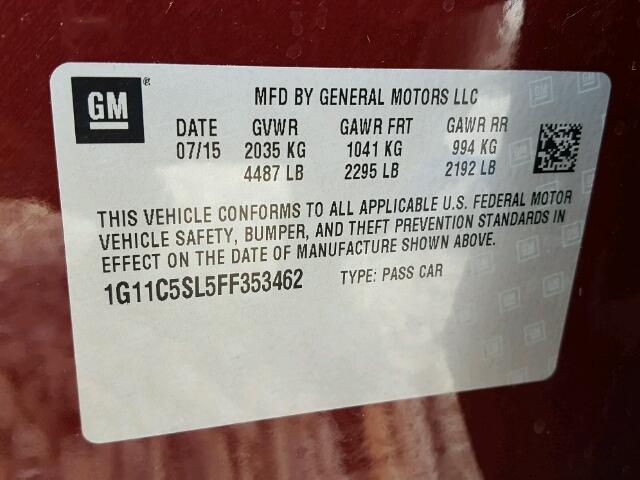 GM ®
MFD BY GENERAL MOTORS LLC
DATE GVWR GAWR FRT GAWR RR
07/15 2035 KG 1041 KG 994 KG
4487 LB 2295 LB 2192 LB
THIS VEHICLE CONFORMS TO ALL APPLICABLE U.S. FEDERAL MOTOR
VEHICLE SAFETY, BUMPER, AND THEFT PREVENTION STANDARDS IN
EFFECT ON THE DATE OF MANUFACTURE SHOWN ABOVE.
1G11C5SL5FF353462 TYPE: PASS CAR